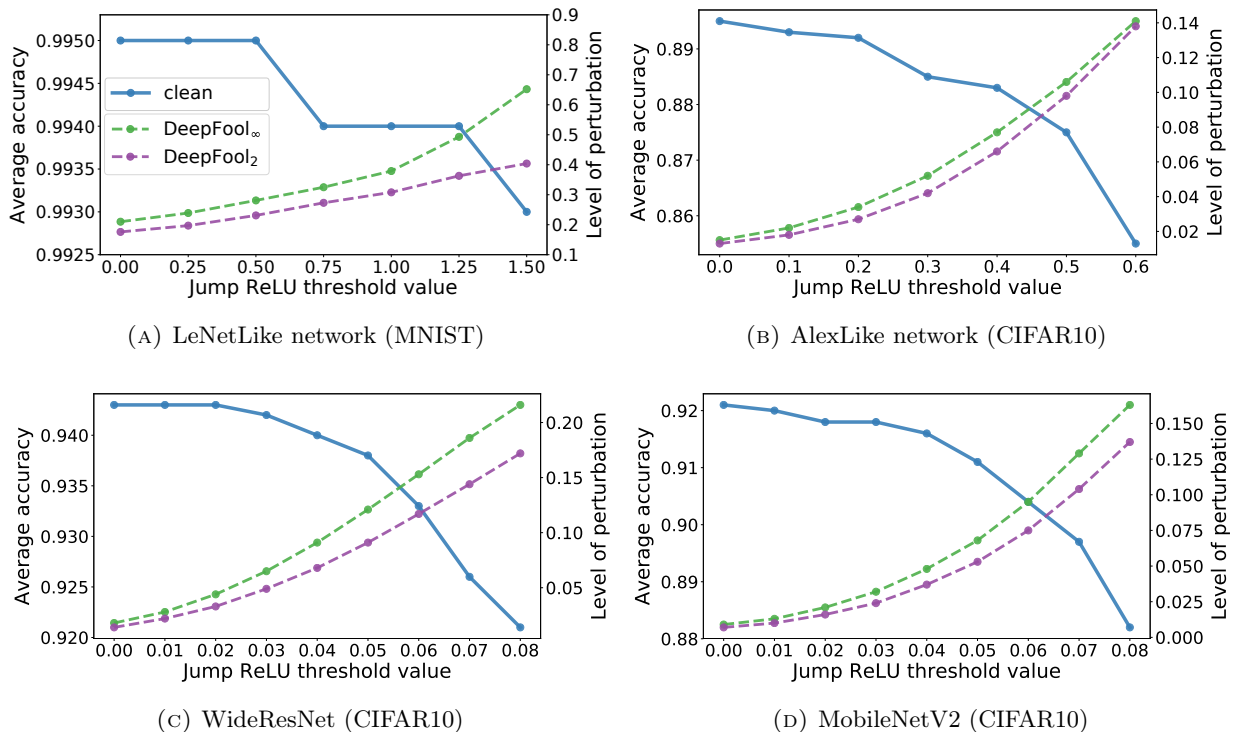 0.9950
0.9945
0.9940
0.9935
0.9930
0.9925
Average accuracy
0.9
0.8
0.7
0.6
0.5
0.4
0.3
0.2
0.1
Level of perturbation
clean
DeepFool∞
DeepFool₂
0.00 0.25 0.50 0.75 1.00 1.25 1.50
Jump ReLU threshold value
(A) LeNetLike network (MNIST)
0.89
0.88
0.87
0.86
Average accuracy
0.14
0.12
0.10
0.08
0.06
0.04
0.02
Level of perturbation
0.0 0.1 0.2 0.3 0.4 0.5 0.6
Jump ReLU threshold value
(B) AlexLike network (CIFAR10)
0.940
0.935
0.930
0.925
0.920
Average accuracy
0.20
0.15
0.10
0.05
Level of perturbation
0.00 0.01 0.02 0.03 0.04 0.05 0.06 0.07 0.08
Jump ReLU threshold value
(C) WideResNet (CIFAR10)
0.92
0.91
0.90
0.89
0.88
Average accuracy
0.150
0.125
0.100
0.075
0.050
0.025
0.000
Level of perturbation
0.00 0.01 0.02 0.03 0.04 0.05 0.06 0.07 0.08
Jump ReLU threshold value
(D) MobileNetV2 (CIFAR10)